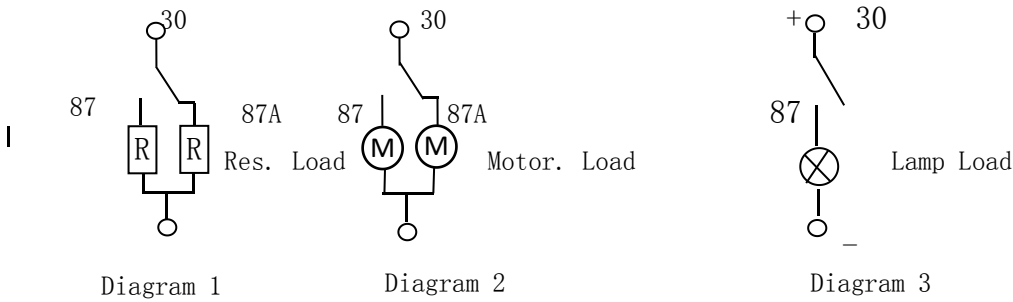 30
30
+ 30
87
87A
87
87A
87
R
R
Res. Load
M
M
Motor. Load
Lamp Load
–
Diagram 1
Diagram 2
Diagram 3